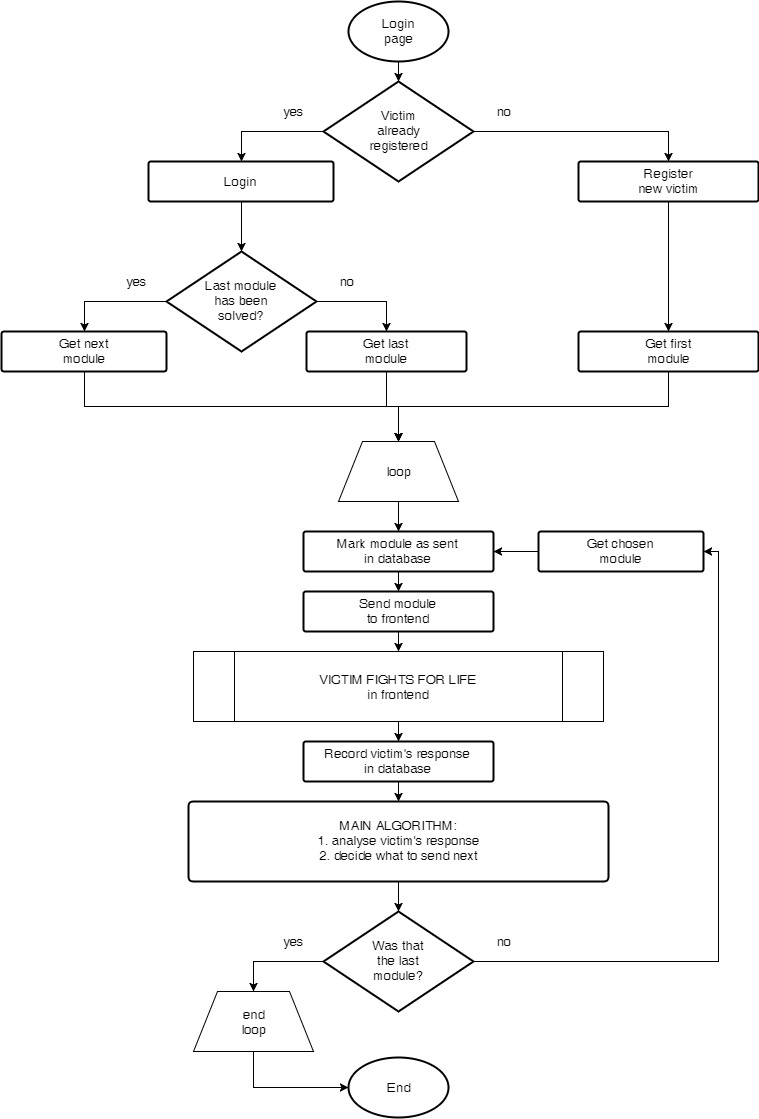 Login
page
yes
Victim
already
registered
no
Login
Register
new victim
yes
Last module
has been
solved?
no
Get next
module
Get last
module
Get first
module
loop
Mark module as sent
in database
Get chosen
module
Send module
to frontend
VICTIM FIGHTS FOR LIFE
in frontend
Record victim's response
in database
MAIN ALGORITHM:
1. analyse victim's response
2. decide what to send next
yes
Was that
the last
module?
no
end
loop
End